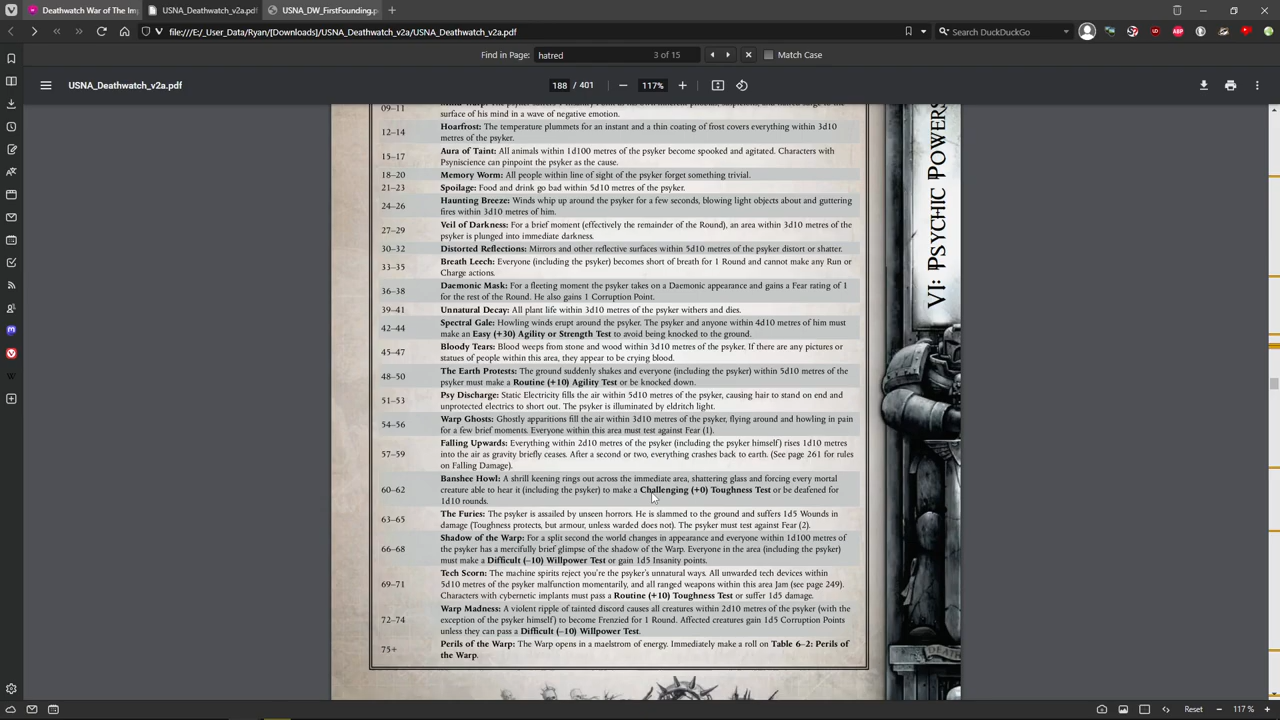 Deathwatch War of The Im
USNA_Deathwatch_v2a.pdf
USNA_DW_FirstFounding.p
file:///E:/_User_Data/Ryan/[Downloads]/USNA_Deathwatch_v2a/USNA_Deathwatch_v2a.pdf
Search DuckDuckGo
Find in Page: hatred 3 of 15 Match Case
USNA_Deathwatch_v2a.pdf 188 / 401 117%
09–11
surface of his mind in a wave of negative emotion.
12–14 Hoarfrost: The temperature plummets for an instant and a thin coating of frost covers everything within 3d10
metres of the psyker.
15–17 Aura of Taint: All animals within 1d100 metres of the psyker become spooked and agitated. Characters with
Psyniscience can pinpoint the psyker as the cause.
18–20 Memory Worm: All people within line of sight of the psyker forget something trivial.
21–23 Spoilage: Food and drink go bad within 5d10 metres of the psyker.
24–26 Haunting Breeze: Winds whip up around the psyker for a few seconds, blowing light objects about and guttering
fires within 3d10 metres of him.
27–29 Veil of Darkness: For a brief moment (effectively the remainder of the Round), an area within 3d10 metres of the
psyker is plunged into immediate darkness.
30–32 Distorted Reflections: Mirrors and other reflective surfaces within 5d10 metres of the psyker distort or shatter.
33–35 Breath Leech: Everyone (including the psyker) becomes short of breath for 1 Round and cannot make any Run or
Charge actions.
36–38 Daemonic Mask: For a fleeting moment the psyker takes on a Daemonic appearance and gains a Fear rating of 1
for the rest of the Round. He also gains 1 Corruption Point.
39–41 Unnatural Decay: All plant life within 3d10 metres of the psyker withers and dies.
42–44 Spectral Gale: Howling winds erupt around the psyker. The psyker and anyone within 4d10 metres of him must
make an Easy (+30) Agility or Strength Test to avoid being knocked to the ground.
45–47 Bloody Tears: Blood weeps from stone and wood within 3d10 metres of the psyker. If there are any pictures or
statues of people within this area, they appear to be crying blood.
48–50 The Earth Protests: The ground suddenly shakes and everyone (including the psyker) within 5d10 metres of the
psyker must make a Routine (+10) Agility Test or be knocked down.
51–53 Psy Discharge: Static Electricity fills the air within 5d10 metres of the psyker, causing hair to stand on end and
unprotected electrics to short out. The psyker is illuminated by eldritch light.
54–56 Warp Ghosts: Ghostly apparitions fill the air within 3d10 metres of the psyker, flying around and howling in pain
for a few brief moments. Everyone within this area must test against Fear (1).
57–59 Falling Upwards: Everything within 2d10 metres of the psyker (including the psyker himself) rises 1d10 metres
into the air as gravity briefly ceases. After a second or two, everything crashes back to earth. (See page 261 for rules
on Falling Damage).
60–62 Banshee Howl: A shrill keening rings out across the immediate area, shattering glass and forcing every mortal
creature able to hear it (including the psyker) to make a Challenging (+0) Toughness Test or be deafened for
1d10 rounds.
63–65 The Furies: The psyker is assailed by unseen horrors. He is slammed to the ground and suffers 1d5 Wounds in
damage (Toughness protects, but armour, unless warded does not). The psyker must test against Fear (2).
66–68 Shadow of the Warp: For a split second the world changes in appearance and everyone within 1d100 metres of
the psyker has a mercifully brief glimpse of the shadow of the Warp. Everyone in the area (including the psyker)
must make a Difficult (–10) Willpower Test or gain 1d5 Insanity points.
69–71 Tech Scorn: The machine spirits reject you're the psyker's unnatural ways. All unwarded tech devices within
5d10 metres of the psyker malfunction momentarily, and all ranged weapons within this area Jam (see page 249).
Characters with cybernetic implants must pass a Routine (+10) Toughness Test or suffer 1d5 damage.
72–74 Warp Madness: A violent ripple of tainted discord causes all creatures within 2d10 metres of the psyker (with the
exception of the psyker himself) to become Frenzied for 1 Round. Affected creatures gain 1d5 Corruption Points
unless they can pass a Difficult (–10) Willpower Test.
75+ Perils of the Warp: The Warp opens in a maelstrom of energy. Immediately make a roll on Table 6–2: Perils of
the Warp.
VI: PSYCHIC POWERS
Reset 117 %